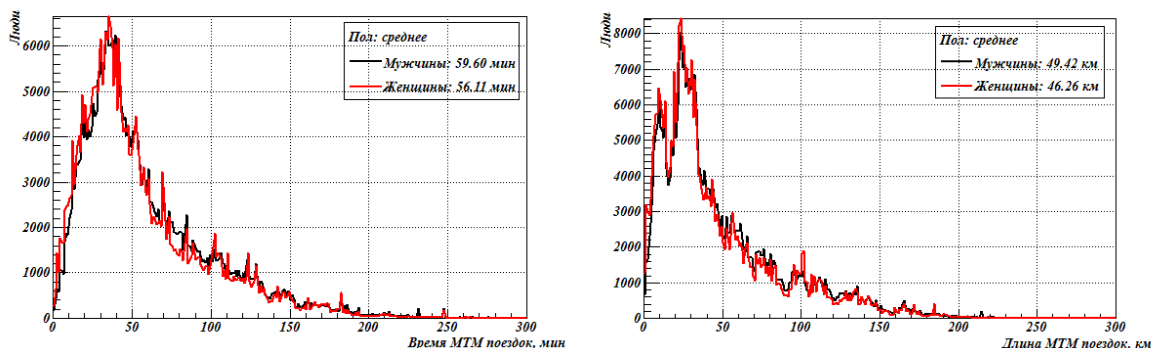 Люди
6000
5000
4000
3000
2000
1000
0
Пол: среднее
Мужчины: 59.60 мин
Женщины: 56.11 мин
0 50 100 150 200 250 300
Время МТМ поездок, мин
Люди
8000
7000
6000
5000
4000
3000
2000
1000
0
Пол: среднее
Мужчины: 49.42 км
Женщины: 46.26 км
0 50 100 150 200 250 300
Длина МТМ поездок, км